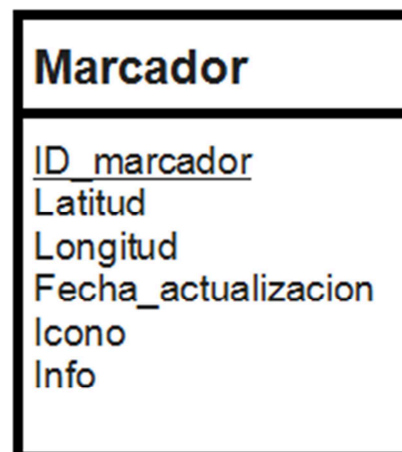 Marcador
ID_marcador
Latitud
Longitud
Fecha_actualizacion
Icono
Info